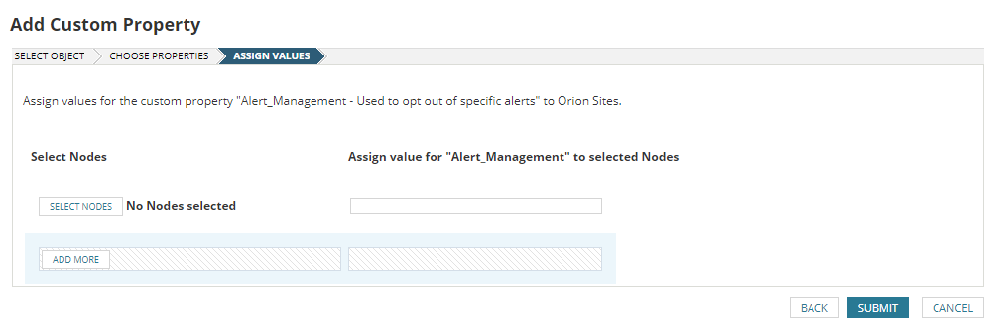 Add Custom Property
SELECT OBJECT CHOOSE PROPERTIES ASSIGN VALUES
Assign values for the custom property "Alert_Management - Used to opt out of specific alerts" to Orion Sites.
Select Nodes Assign value for "Alert_Management" to selected Nodes
SELECT NODES No Nodes selected
ADD MORE
BACK SUBMIT CANCEL